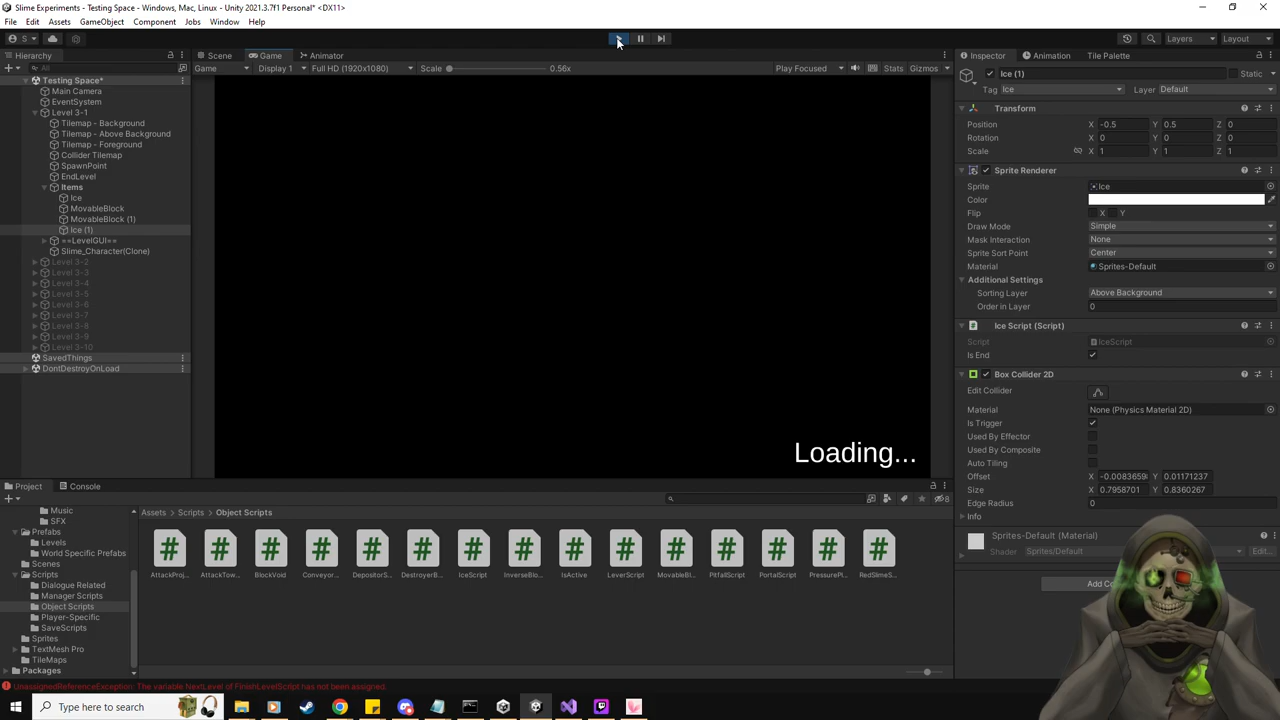 Slime Experiments - Testing Space - Windows, Mac, Linux - Unity 2021.3.7f1 Personal* <DX11>
File Edit Assets GameObject Component Jobs Window Help
S Layers Layout
Hierarchy Scene Game Animator Inspector Animation Tile Palette
All Game Display 1 Full HD (1920x1080) Scale 0.56x Play Focused Stats Gizmos
Testing Space*
Main Camera
EventSystem
Level 3-1
Tilemap - Background
Tilemap - Above Background
Tilemap - Foreground
Collider Tilemap
SpawnPoint
EndLevel
Items
Ice
MovableBlock
MovableBlock (1)
Ice (1)
==LevelGUI==
Slime_Character(Clone)
Level 3-2
Level 3-3
Level 3-4
Level 3-5
Level 3-6
Level 3-7
Level 3-8
Level 3-9
Level 3-10
SavedThings
DontDestroyOnLoad
Loading...
Ice (1) Static
Tag Ice Layer Default
Transform
Position X -0.5 Y 0.5 Z 0
Rotation X 0 Y 0 Z 0
Scale X 1 Y 1 Z 1
Sprite Renderer
Sprite Ice
Color
Flip X Y
Draw Mode Simple
Mask Interaction None
Sprite Sort Point Center
Material Sprites-Default
Additional Settings
Sorting Layer Above Background
Order in Layer 0
Ice Script (Script)
Script IceScript
Is End
Box Collider 2D
Edit Collider
Material None (Physics Material 2D)
Is Trigger
Used By Effector
Used By Composite
Auto Tiling
Offset X -0.0083659 Y 0.01171237
Size X 0.7958701 Y 0.8360267
Edge Radius 0
Info
Sprites-Default (Material)
Shader Sprites/Default Edit...
Add Co
Project Console
8
Music
SFX
Prefabs
Levels
World Specific Prefabs
Scenes
Scripts
Dialogue Related
Manager Scripts
Object Scripts
Player-Specific
SaveScripts
Sprites
TextMesh Pro
TileMaps
Packages
Assets > Scripts > Object Scripts
AttackProj... AttackTow... BlockVoid Conveyor... DepositorS... DestroyerB... IceScript InverseBlo... IsActive LeverScript MovableBl... PitfallScript PortalScript PressurePl... RedSlimeS...
UnassignedReferenceException: The variable NextLevel of FinishLevelScript has not been assigned.
Type here to search